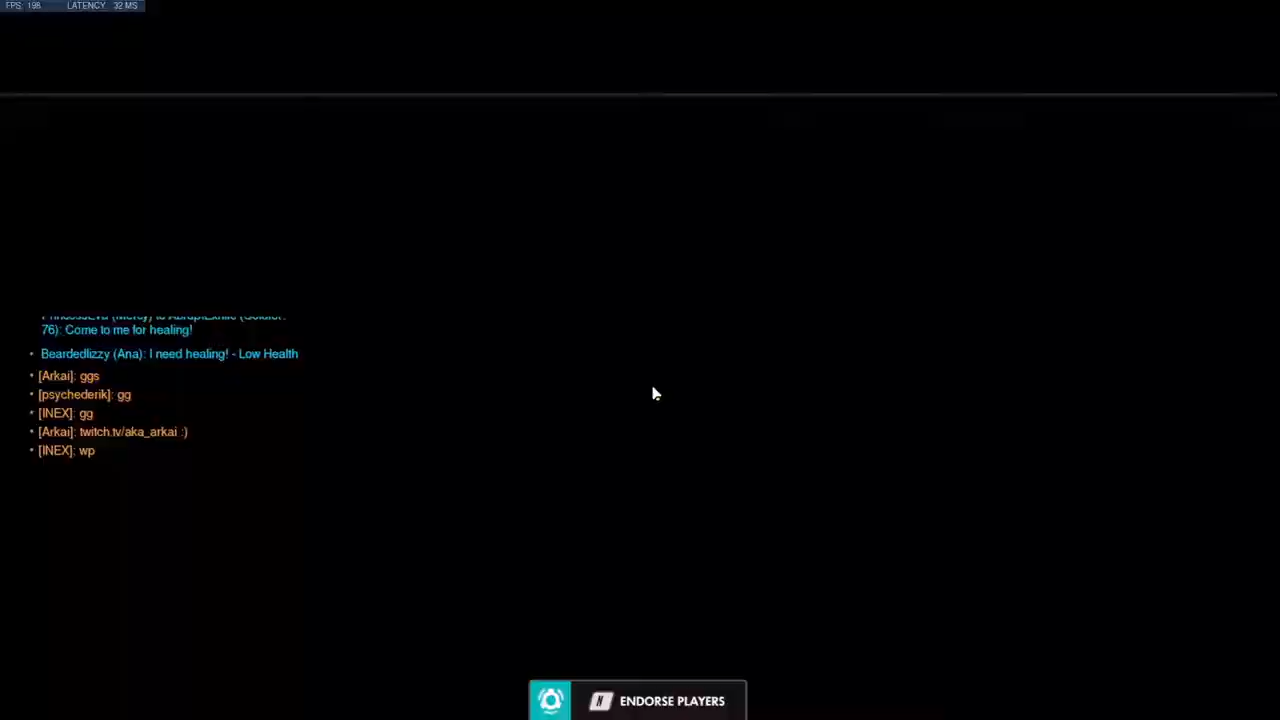 FPS: 198 LATENCY: 32 MS
76): Come to me for healing!
• Beardedlizzy (Ana): I need healing! - Low Health
• [Arkai]: ggs
• [psychederik]: gg
• [INEX]: gg
• [Arkai]: twitch.tv/aka_arkai :)
• [INEX]: wp
N ENDORSE PLAYERS